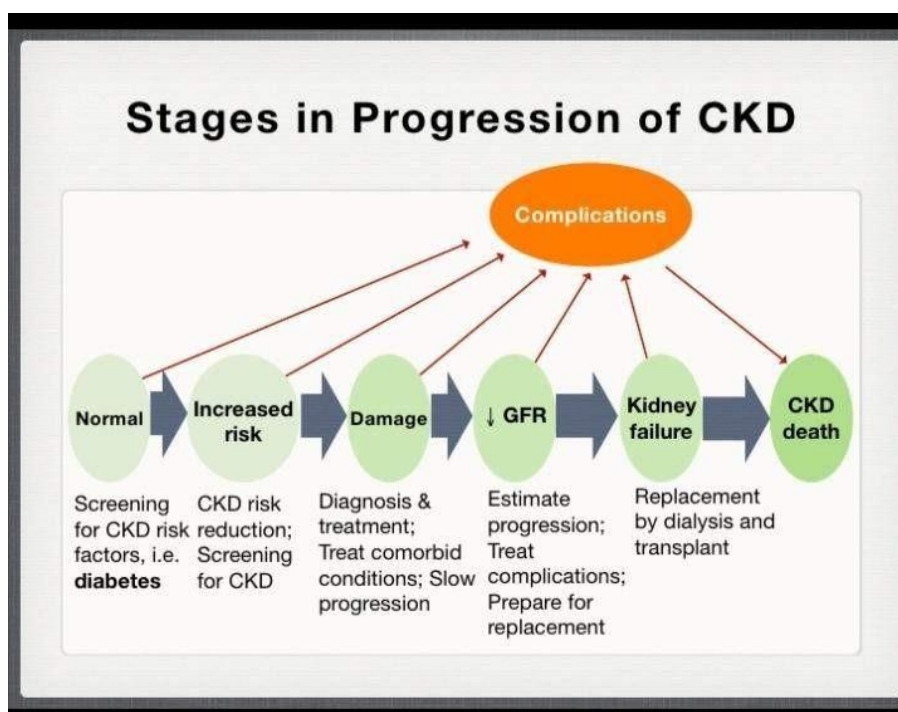 Stages in Progression of CKD
Complications
Normal
Increased
risk
Damage
↓ GFR
Kidney
failure
CKD
death
Screening
for CKD risk
factors, i.e.
diabetes
CKD risk
reduction;
Screening
for CKD
Diagnosis &
treatment;
Treat comorbid
conditions; Slow
progression
Estimate
progression;
Treat
complications;
Prepare for
replacement
Replacement
by dialysis and
transplant